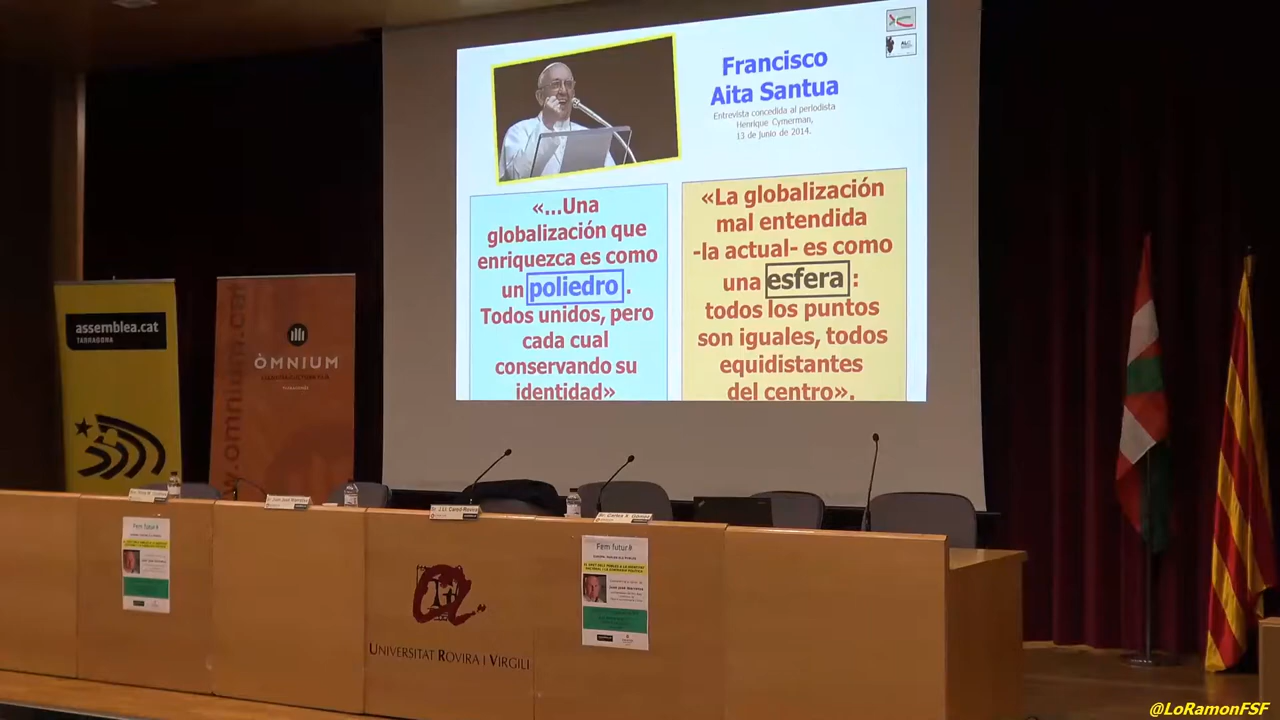 Francisco
Aita Santua
Entrevista concedida al periodista
Henrique Cymerman,
13 de junio de 2014.
«...Una
globalización que
enriquezca es como
un poliedro.
Todos unidos, pero
cada cual
conservando su
identidad»
«La globalización
mal entendida
-la actual- es como
una esfera:
todos los puntos
son iguales, todos
equidistantes
del centro».
assemblea.cat
TARRAGONA
ÒMNIUM
omnium.cat
Fem futur.
Fem futur.
UNIVERSITAT ROVIRA I VIRGILI
@LoRamonFSF